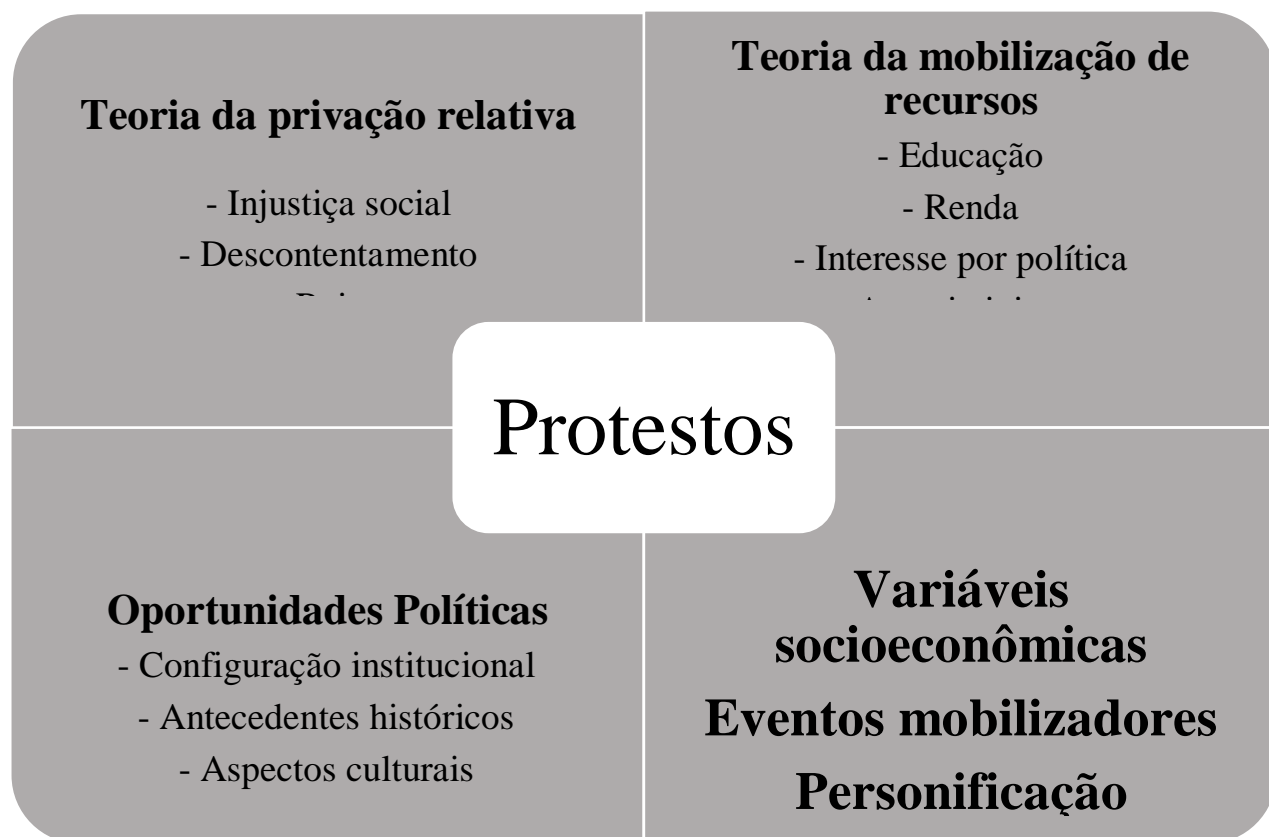 Teoria da privação relativa
- Injustiça social
- Descontentamento
Teoria da mobilização de
recursos
- Educação
- Renda
- Interesse por política
Protestos
Oportunidades Políticas
- Configuração institucional
- Antecedentes históricos
- Aspectos culturais
Variáveis
socioeconômicas
Eventos mobilizadores
Personificação